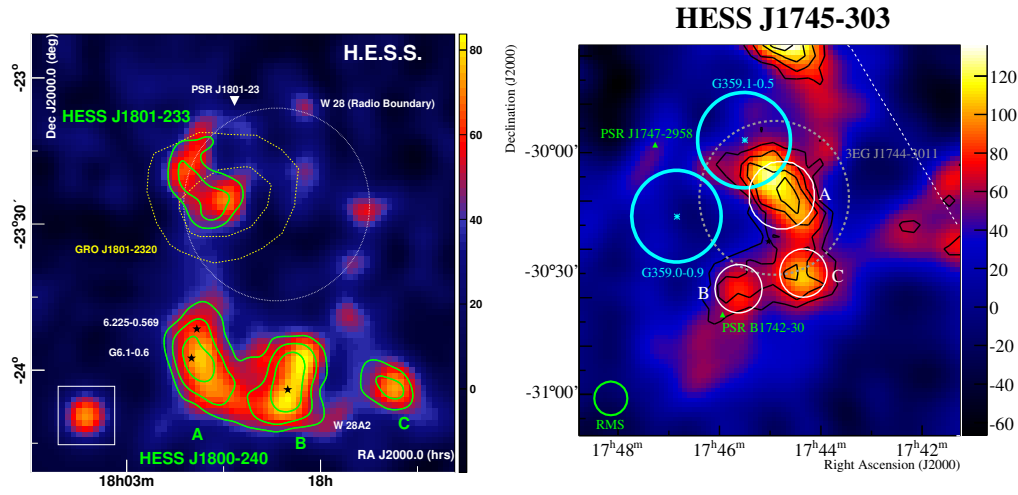 H.E.S.S.
Dec J2000.0 (deg)
-23°
PSR J1801-23
W 28 (Radio Boundary)
HESS J1801-233
-23°30'
GRO J1801-2320
6.225-0.569
G6.1-0.6
-24°
W 28A2
A
B
C
HESS J1800-240
RA J2000.0 (hrs)
18h03m
18h
80
60
40
20
0
HESS J1745-303
Declination (J2000)
G359.1-0.5
PSR J1747-2958
-30°00'
3EG J1744-3011
A
G359.0-0.9
-30°30'
B
C
PSR B1742-30
-31°00'
RMS
17h48m
17h46m
17h44m
17h42m
Right Ascension (J2000)
120
100
80
60
40
20
0
-20
-40
-60